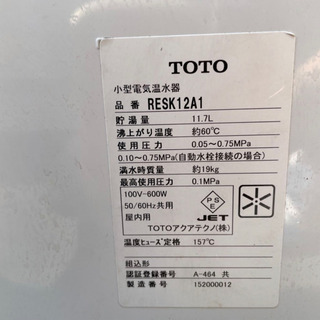 TOTO
小型電気温水器
品番 RESK12A1
貯湯量 11.7L
沸上がり温度 約60℃
使用圧力 0.05～0.75MPa
0.10～0.75MPa(自動水栓接続の場合)
満水時質量 約19kg
最高使用圧力 0.1MPa
100V-600W
50/60Hz共用
屋内用
PS
E
JET
TOTOアクアテクノ(株)
温度ヒューズ定格 157℃
組込形
認証登録番号 A-464 共
製造番号 152000012